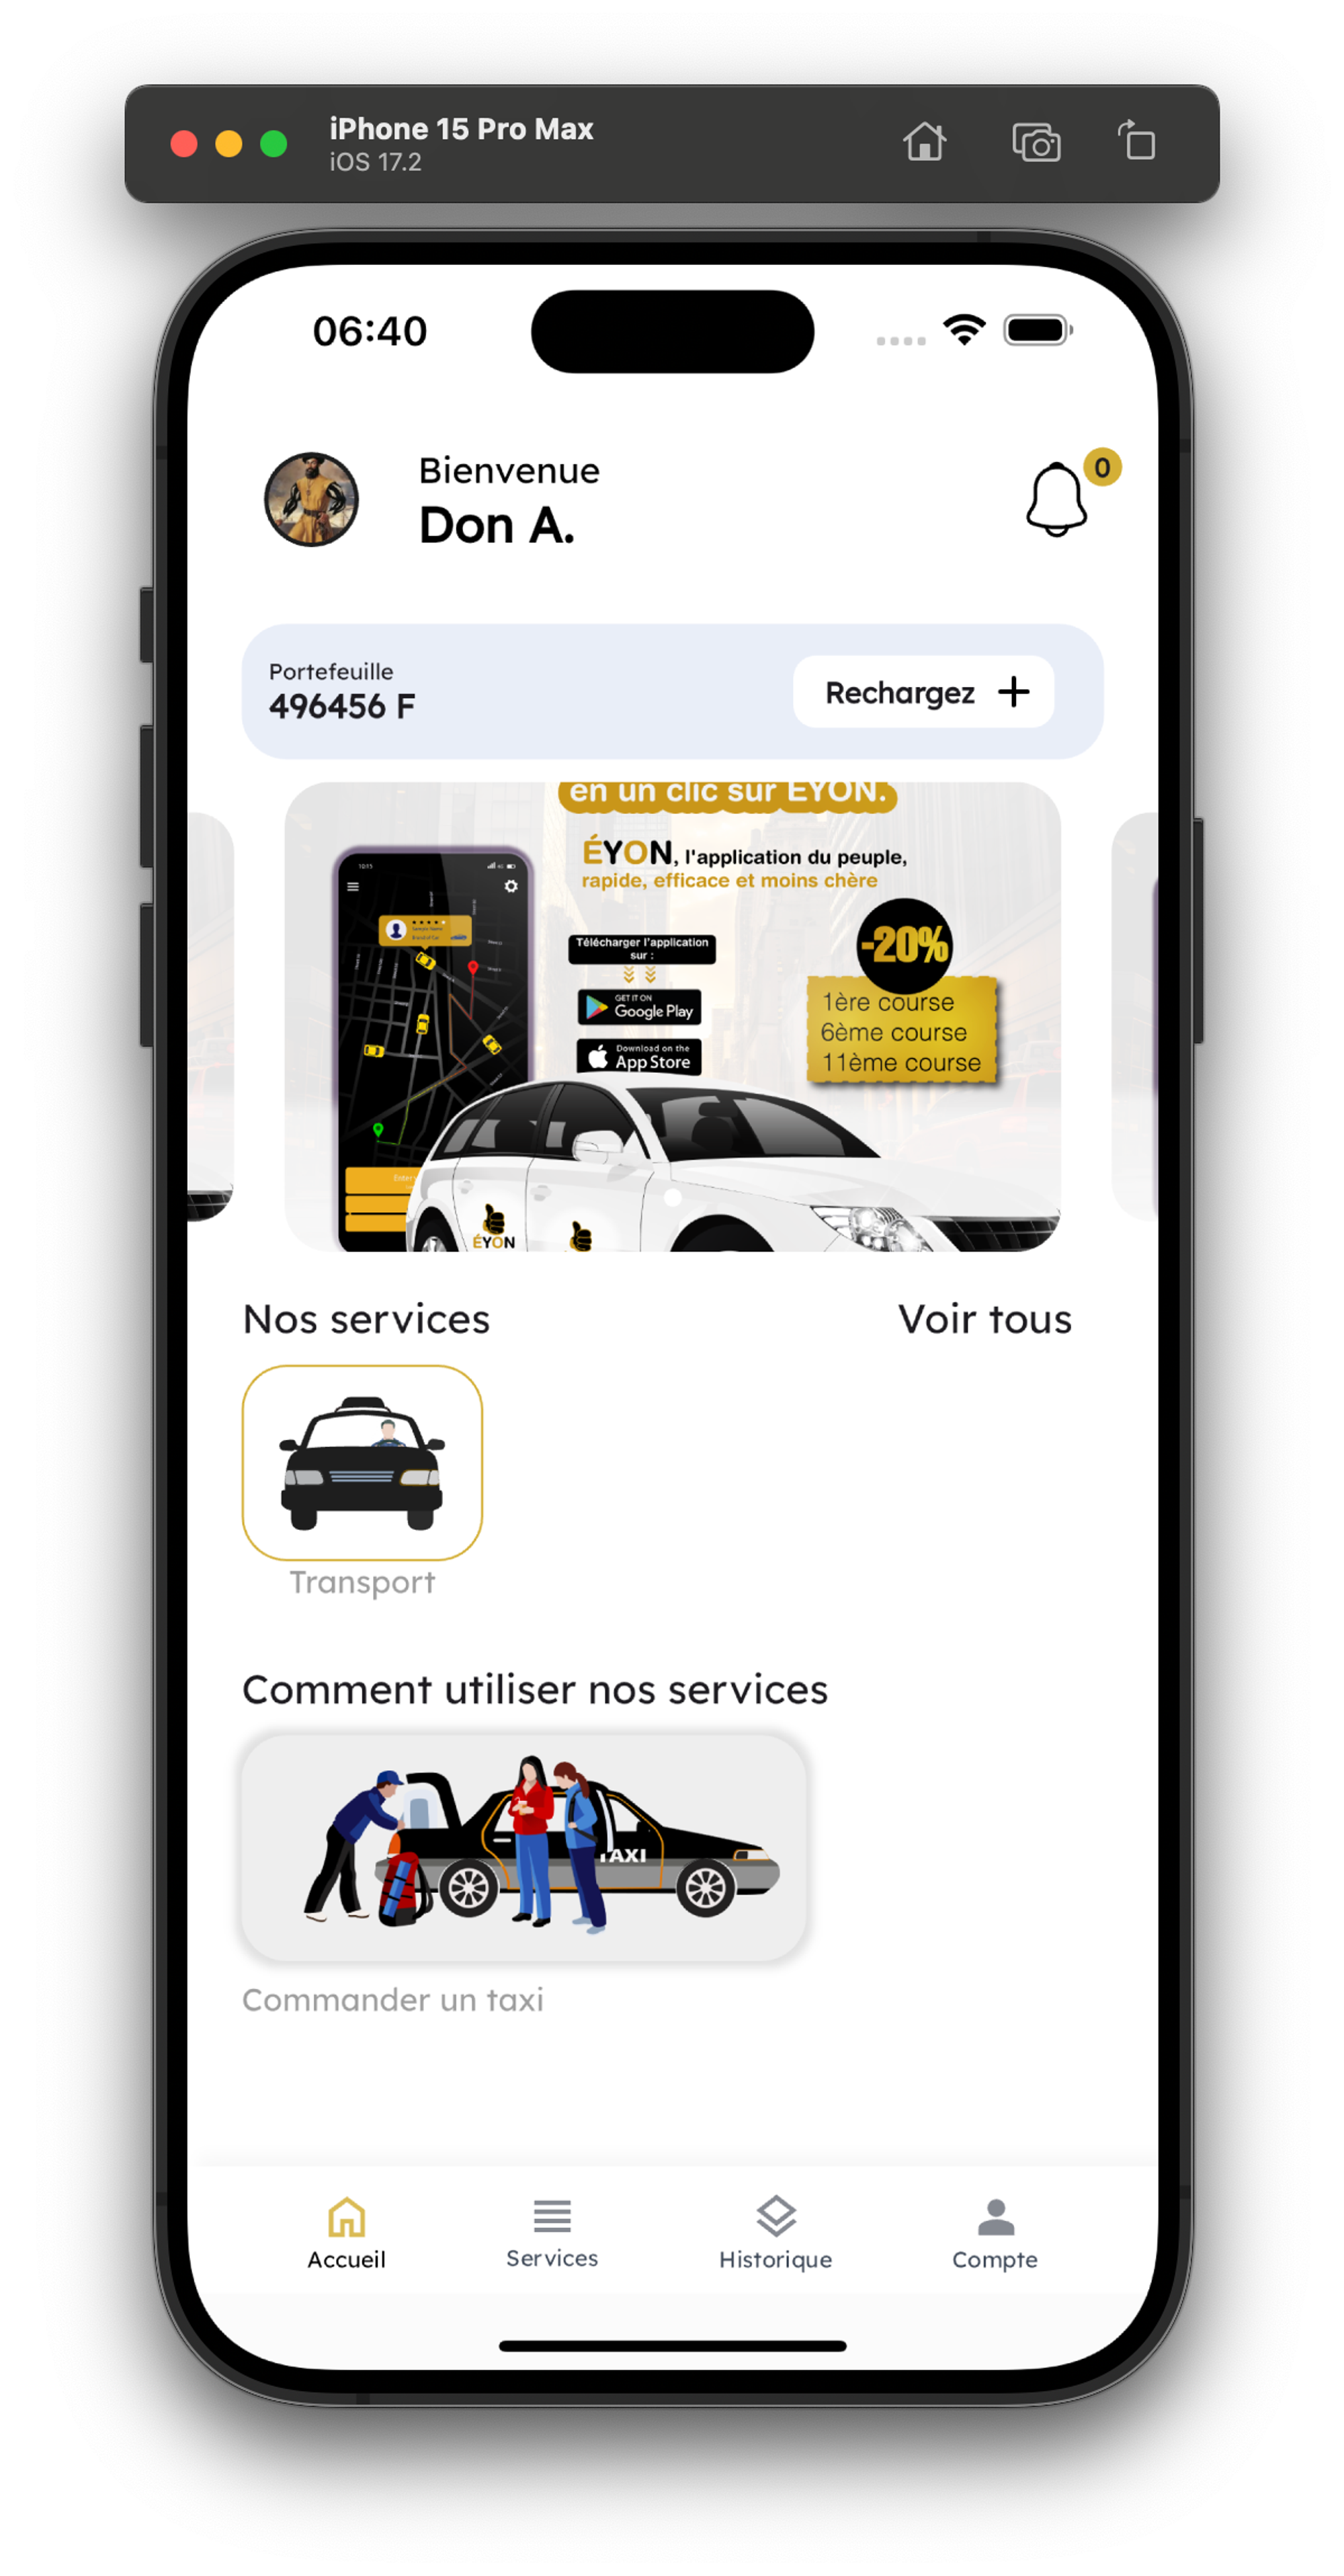 iPhone 15 Pro Max
iOS 17.2
06:40
Bienvenue
Don A.
0
Portefeuille
496456 F
Rechargez +
en un clic sur ÉYON.
ÉYON, l'application du peuple,
rapide, efficace et moins chère
10:15
Télécharger l'application
sur :
GET IT ON
Google Play
Download on the
App Store
-20%
1ère course
6ème course
11ème course
ÉYON
Nos services
Voir tous
Transport
Comment utiliser nos services
TAXI
Commander un taxi
Accueil
Services
Historique
Compte